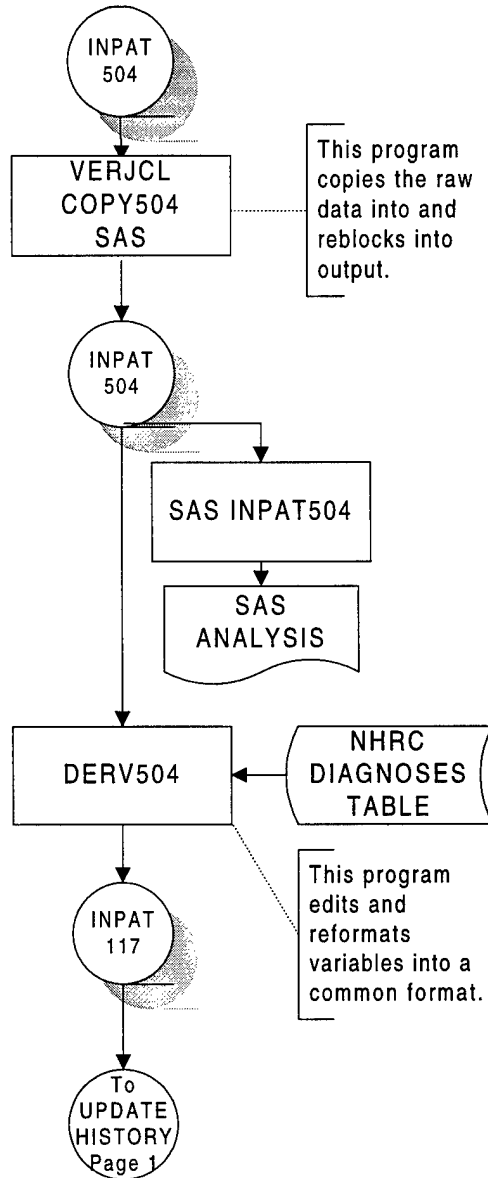 INPAT
504
VERJCL
COPY504
SAS
This program
copies the raw
data into and
reblocks into
output.
INPAT
504
SAS INPAT504
SAS
ANALYSIS
DERV504
NHRC
DIAGNOSES
TABLE
This program
edits and
reformats
variables into a
common format.
INPAT
117
To
UPDATE
HISTORY
Page 1